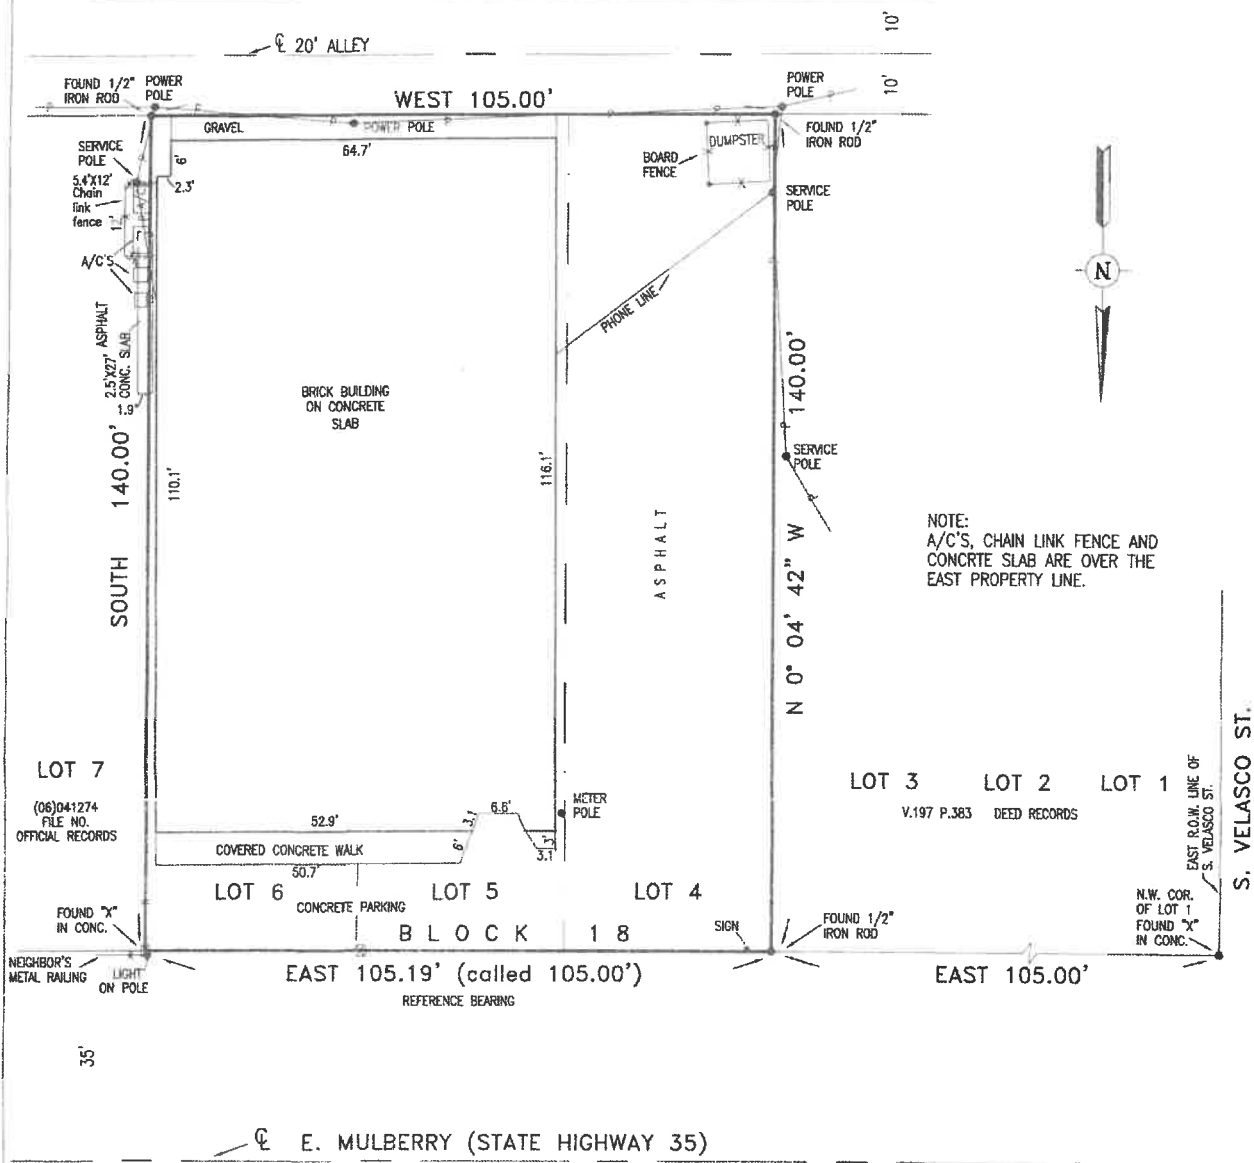 ℄ 20' ALLEY
10'
10'
FOUND 1/2"
IRON ROD
POWER
POLE
WEST 105.00'
POWER
POLE
FOUND 1/2"
IRON ROD
GRAVEL
POWER POLE
64.7'
DUMPSTER
BOARD
FENCE
SERVICE
POLE
6'
2.3'
5.4'X12'
Chain
link
fence
12'
SERVICE
POLE
A/C'S
N
PHONE LINE
2.5'X27' ASPHALT
CONC. SLAB
1.9'
BRICK BUILDING
ON CONCRETE
SLAB
SOUTH 140.00'
110.1'
116.1'
ASPHALT
N 0° 04' 42" W 140.00'
SERVICE
POLE
NOTE:
A/C'S, CHAIN LINK FENCE AND
CONCRTE SLAB ARE OVER THE
EAST PROPERTY LINE.
LOT 7
(06)041274
FILE NO.
OFFICIAL RECORDS
LOT 3 LOT 2 LOT 1
V.197 P.383 DEED RECORDS
EAST R.O.W. LINE OF
S. VELASCO ST.
S. VELASCO ST.
METER
POLE
52.9'
3.1
6.8'
6'
3'
3.1
COVERED CONCRETE WALK
50.7'
LOT 6 LOT 5 LOT 4
CONCRETE PARKING
BLOCK 18
SIGN
FOUND "X"
IN CONC.
FOUND 1/2"
IRON ROD
N.W. COR.
OF LOT 1
FOUND "X"
IN CONC.
NEIGHBOR'S
METAL RAILING
LIGHT
ON POLE
EAST 105.19' (called 105.00')
REFERENCE BEARING
EAST 105.00'
35'
℄ E. MULBERRY (STATE HIGHWAY 35)